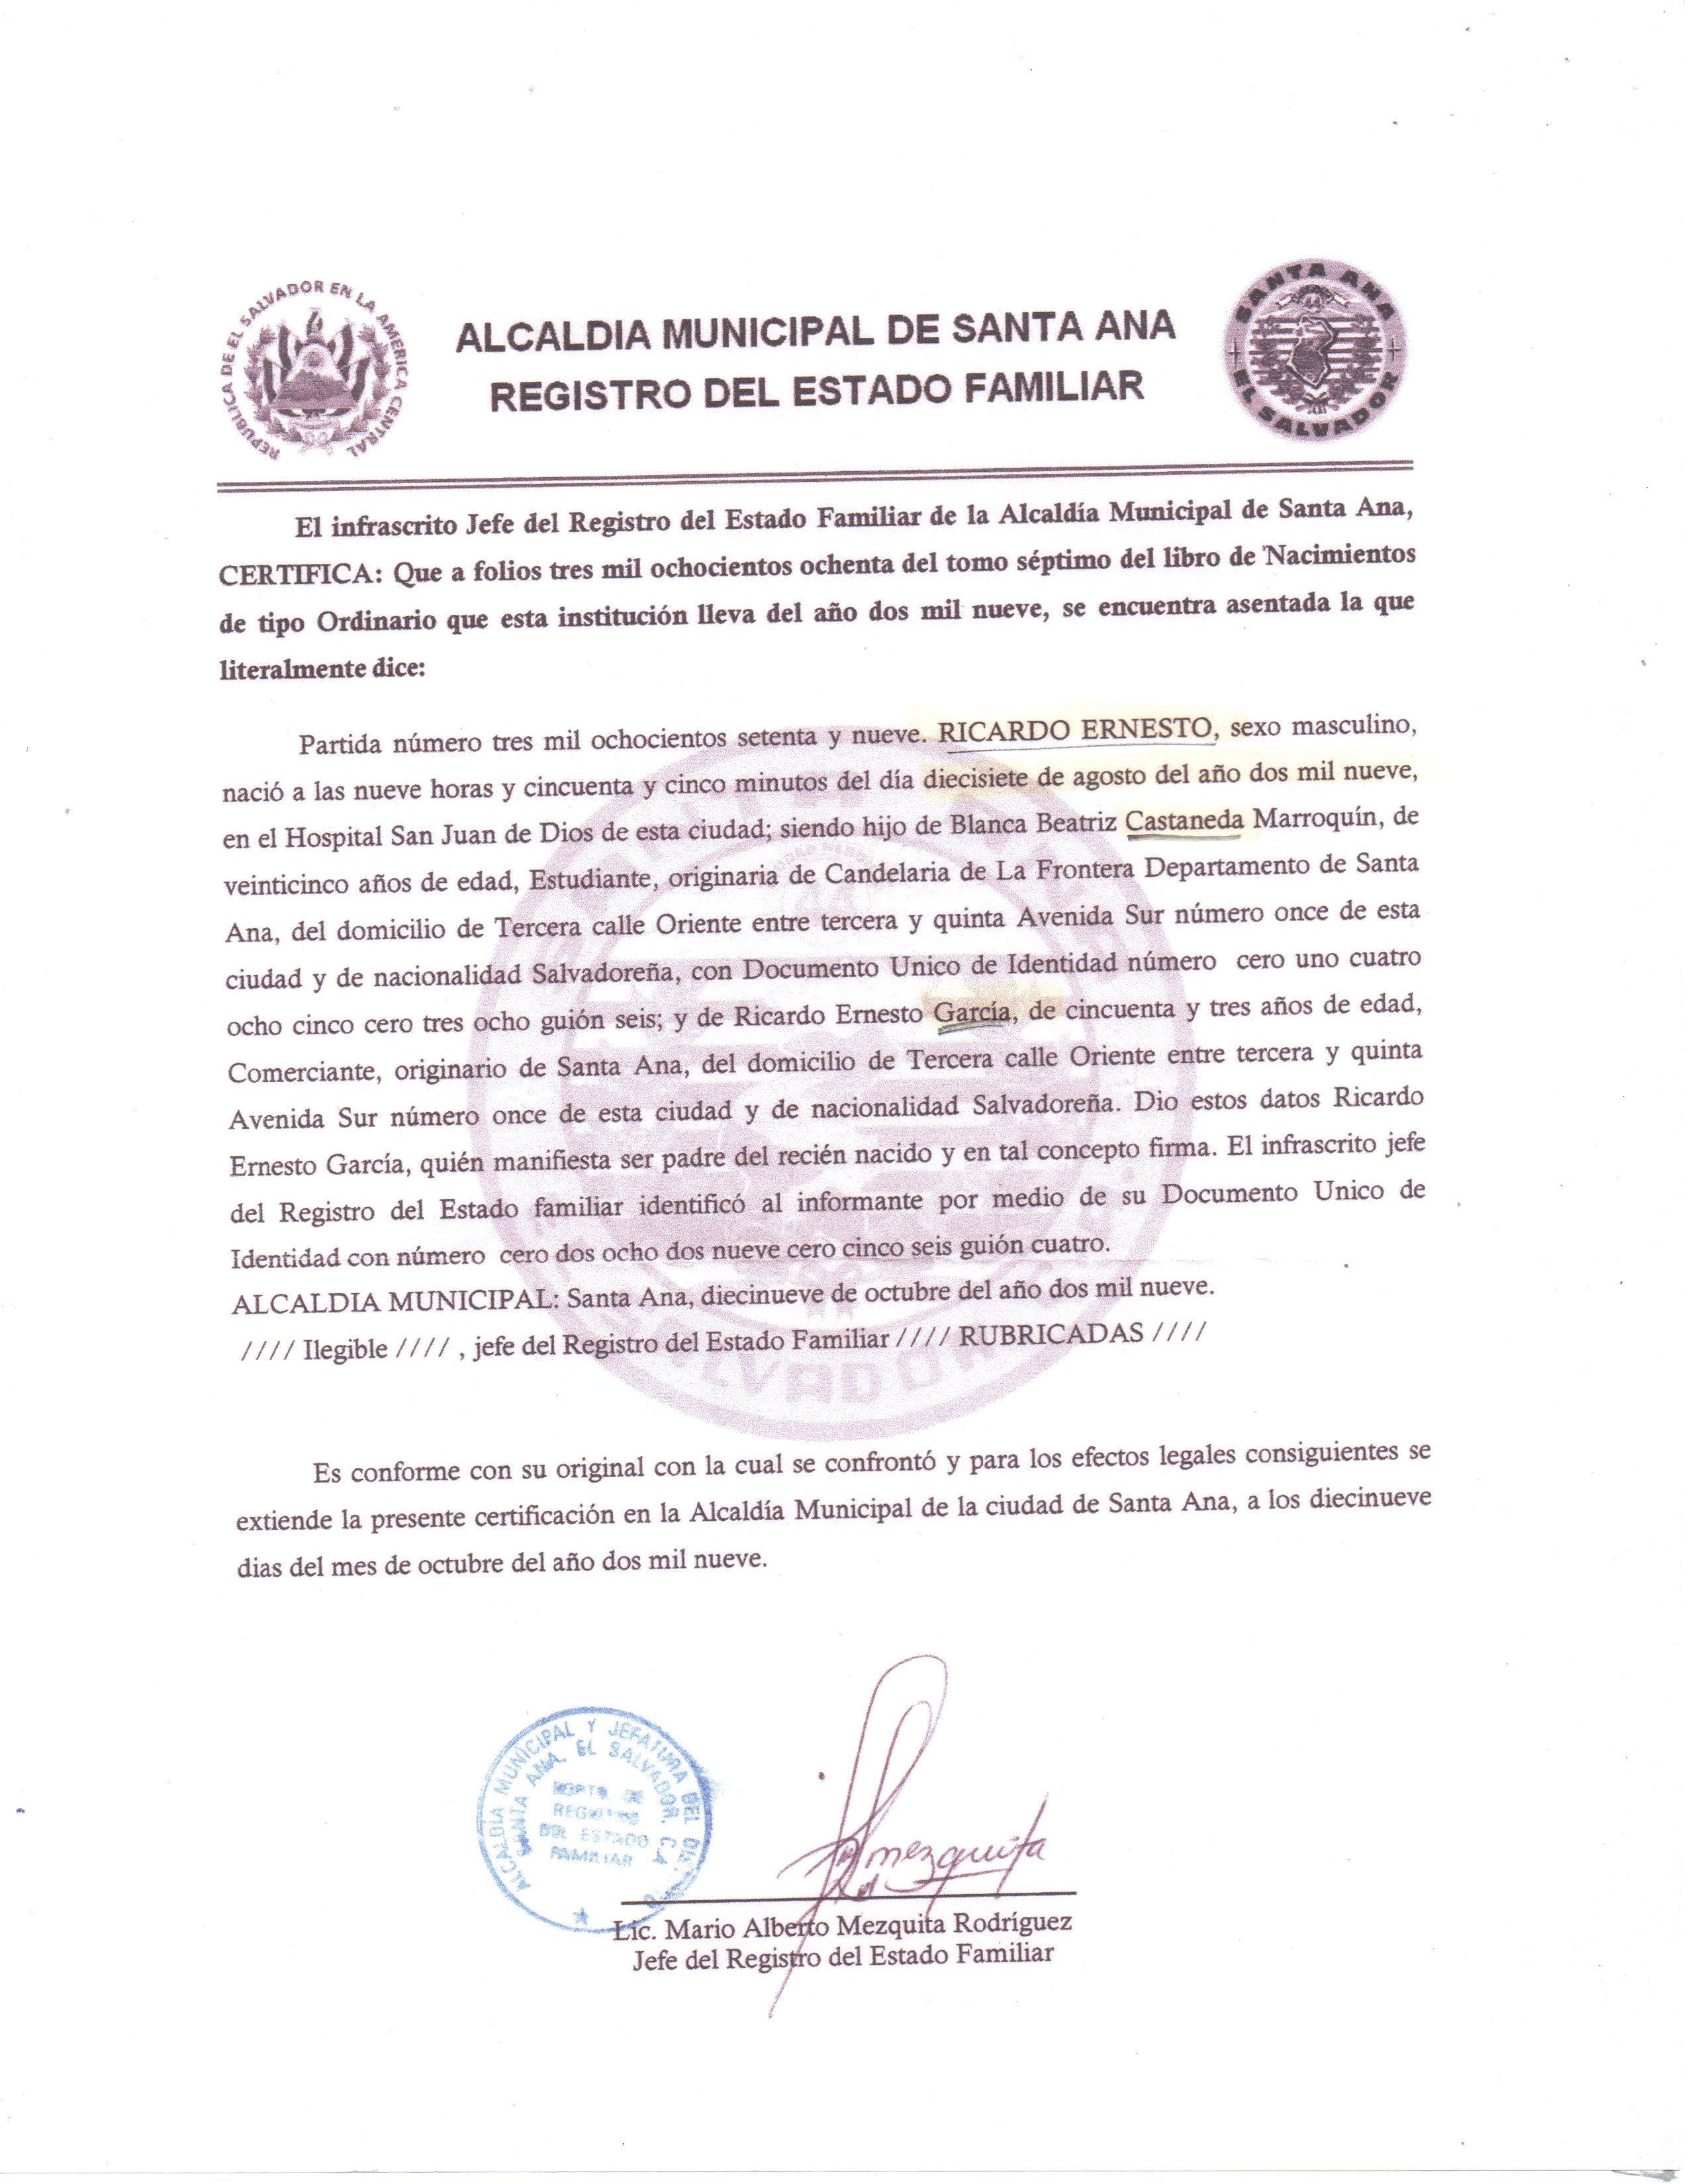 REPUBLICA DE EL SALVADOR EN LA AMERICA CENTRAL
ALCALDIA MUNICIPAL DE SANTA ANA
REGISTRO DEL ESTADO FAMILIAR
SANTA ANA
EL SALVADOR
El infrascrito Jefe del Registro del Estado Familiar de la Alcaldía Municipal de Santa Ana,
CERTIFICA: Que a folios tres mil ochocientos ochenta del tomo séptimo del libro de Nacimientos
de tipo Ordinario que esta institución lleva del año dos mil nueve, se encuentra asentada la que
literalmente dice:
Partida número tres mil ochocientos setenta y nueve. RICARDO ERNESTO, sexo masculino,
nació a las nueve horas y cincuenta y cinco minutos del día diecisiete de agosto del año dos mil nueve,
en el Hospital San Juan de Dios de esta ciudad; siendo hijo de Blanca Beatriz Castaneda Marroquín, de
veinticinco años de edad, Estudiante, originaria de Candelaria de La Frontera Departamento de Santa
Ana, del domicilio de Tercera calle Oriente entre tercera y quinta Avenida Sur número once de esta
ciudad y de nacionalidad Salvadoreña, con Documento Unico de Identidad número cero uno cuatro
ocho cinco cero tres ocho guión seis; y de Ricardo Ernesto García, de cincuenta y tres años de edad,
Comerciante, originario de Santa Ana, del domicilio de Tercera calle Oriente entre tercera y quinta
Avenida Sur número once de esta ciudad y de nacionalidad Salvadoreña. Dio estos datos Ricardo
Ernesto García, quién manifiesta ser padre del recién nacido y en tal concepto firma. El infrascrito jefe
del Registro del Estado familiar identificó al informante por medio de su Documento Unico de
Identidad con número cero dos ocho dos nueve cero cinco seis guión cuatro.
ALCALDIA MUNICIPAL: Santa Ana, diecinueve de octubre del año dos mil nueve.
//// Ilegible //// , jefe del Registro del Estado Familiar //// RUBRICADAS ////
Es conforme con su original con la cual se confrontó y para los efectos legales consiguientes se
extiende la presente certificación en la Alcaldía Municipal de la ciudad de Santa Ana, a los diecinueve
dias del mes de octubre del año dos mil nueve.
ALCALDIA MUNICIPAL Y JEFATURA DEL
SANTA ANA. EL SALVADOR. C.A
DEPTO. DE
REGISTRO
DEL ESTADO
FAMILIAR
mezquita
Lic. Mario Alberto Mezquita Rodríguez
Jefe del Registro del Estado Familiar